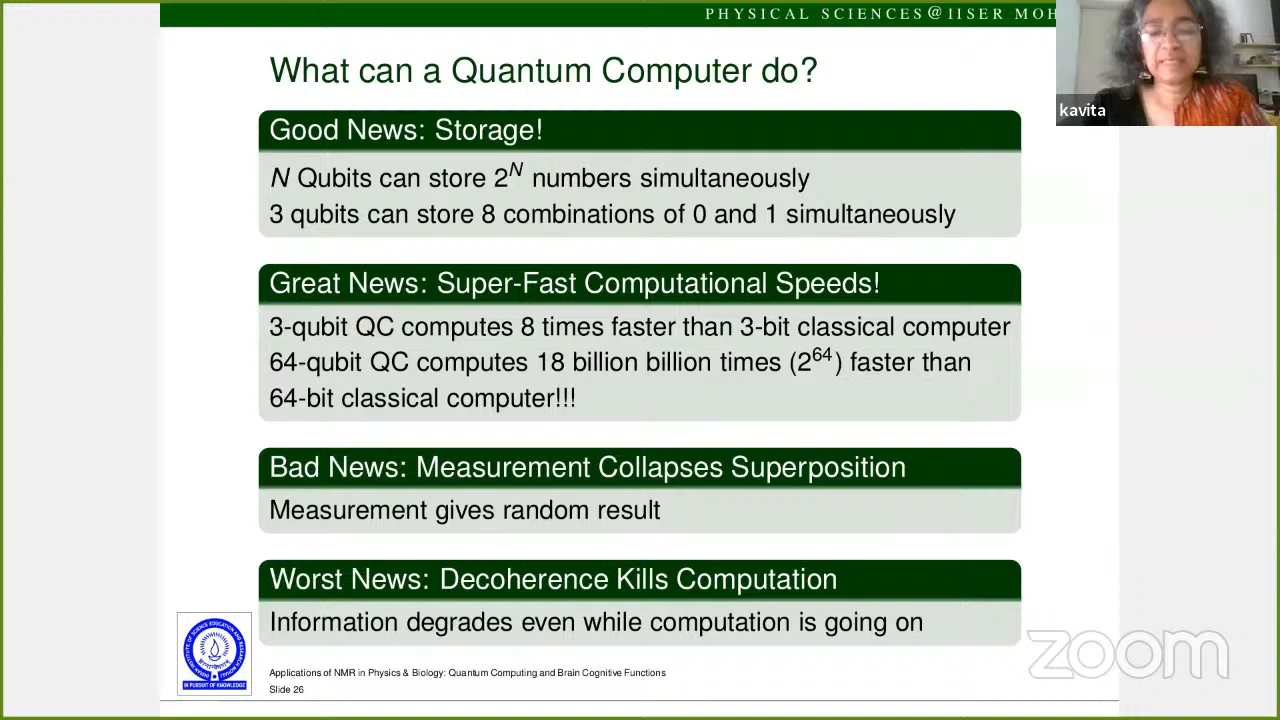 PHYSICAL SCIENCES@IISER MOH
kavita
What can a Quantum Computer do?
Good News: Storage!
N Qubits can store 2^N numbers simultaneously
3 qubits can store 8 combinations of 0 and 1 simultaneously
Great News: Super-Fast Computational Speeds!
3-qubit QC computes 8 times faster than 3-bit classical computer
64-qubit QC computes 18 billion billion times (2^64) faster than
64-bit classical computer!!!
Bad News: Measurement Collapses Superposition
Measurement gives random result
Worst News: Decoherence Kills Computation
Information degrades even while computation is going on
IN PURSUIT OF KNOWLEDGE
Applications of NMR in Physics & Biology: Quantum Computing and Brain Cognitive Functions
Slide 26
zoom